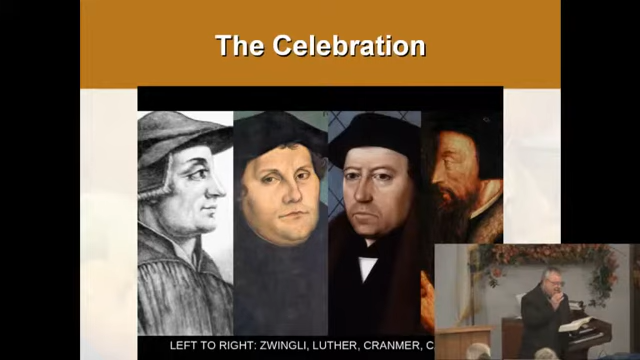 The Celebration
LEFT TO RIGHT: ZWINGLI, LUTHER, CRANMER,